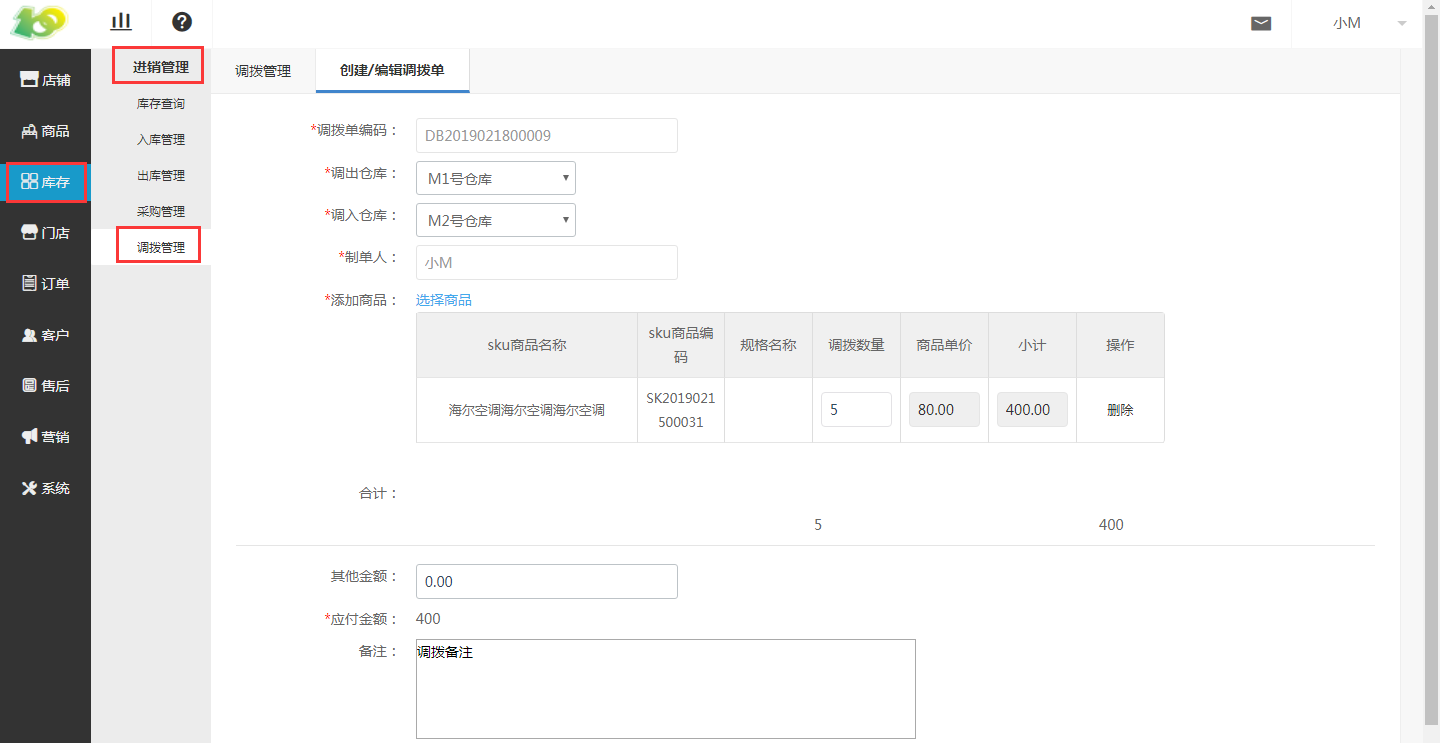 小M
店铺
商品
库存
门店
订单
客户
售后
营销
系统
进销管理
库存查询
入库管理
出库管理
采购管理
调拨管理
调拨管理
创建/编辑调拨单
*调拨单编码： DB2019021800009
*调出仓库： M1号仓库
*调入仓库： M2号仓库
*制单人： 小M
*添加商品： 选择商品
sku商品名称 sku商品编码 规格名称 调拨数量 商品单价 小计 操作
海尔空调海尔空调海尔空调 SK2019021500031 5 80.00 400.00 删除
合计：
5 400
其他金额： 0.00
*应付金额： 400
备注： 调拨备注